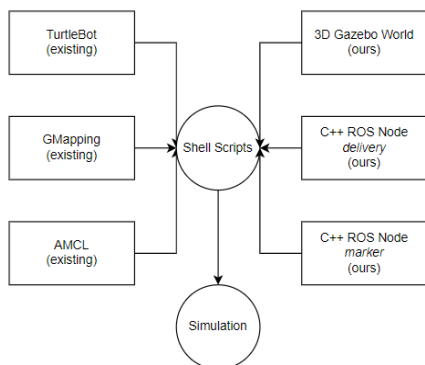 TurtleBot
(existing)
3D Gazebo World
(ours)
GMapping
(existing)
Shell Scripts
C++ ROS Node
delivery
(ours)
AMCL
(existing)
C++ ROS Node
marker
(ours)
Simulation